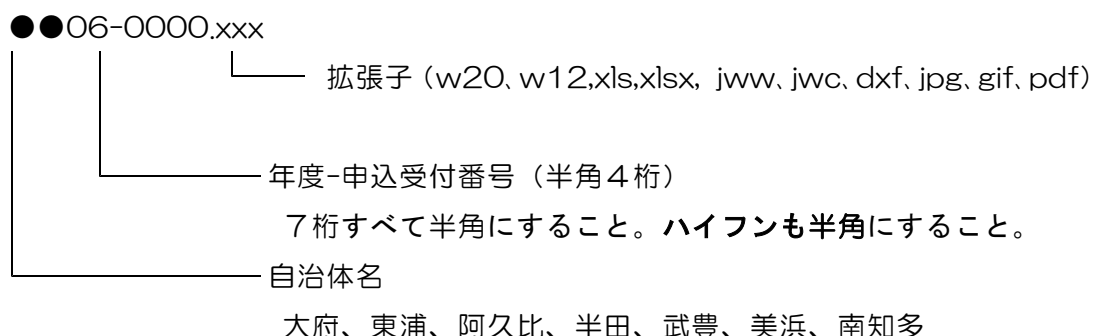 ●●06-0000.xxx
拡張子（w20、w12,xls,xlsx, jww、jwc、dxf、jpg、gif、pdf）
年度-申込受付番号（半角４桁）
７桁すべて半角にすること。ハイフンも半角にすること。
自治体名
大府、東浦、阿久比、半田、武豊、美浜、南知多